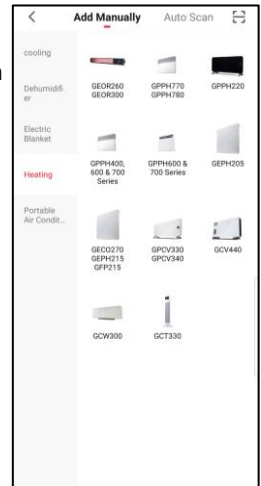 Add Manually
Auto Scan
cooling
Dehumidifi
er
Electric
Blanket
Heating
Portable
Air Condit...
GEOR260
GEOR300
GPPH770
GPPH780
GPPH220
GPPH400,
600 & 700
Series
GPPH600 &
700 Series
GEPH205
GECO270
GEPH215
GFP215
GPCV330
GPCV340
GCV440
GCW300
GCT330